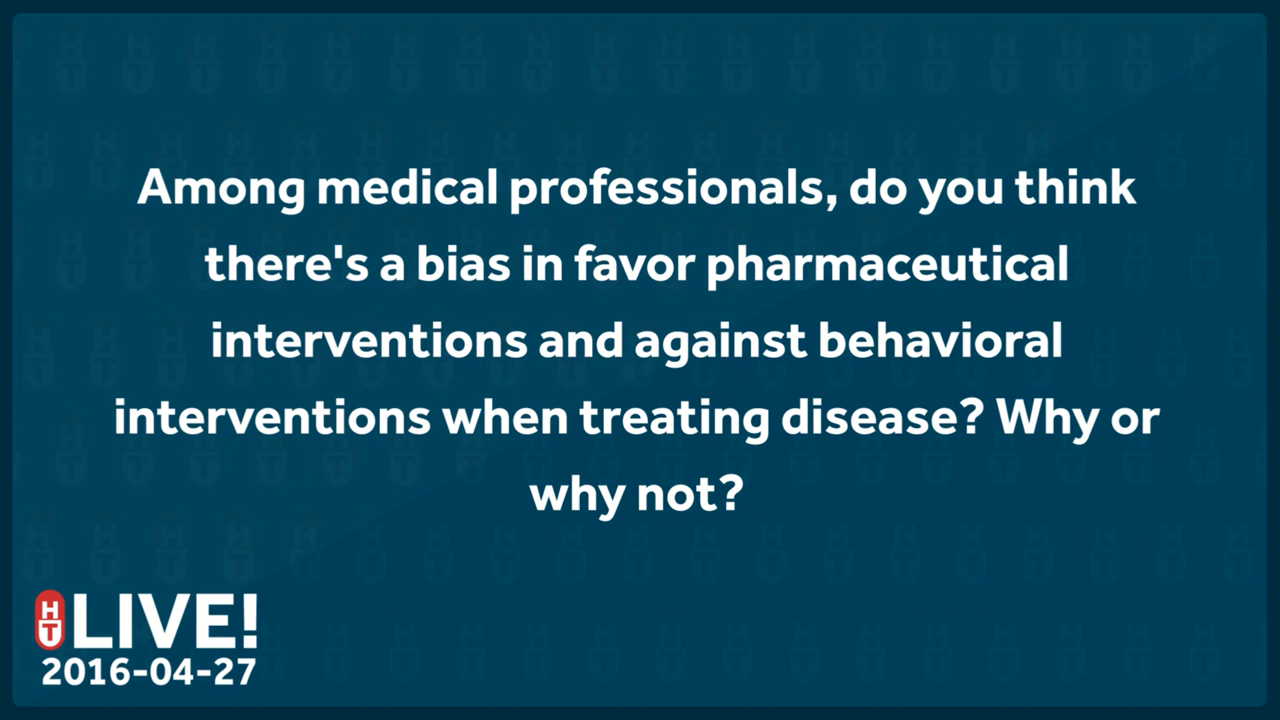 Among medical professionals, do you think
there's a bias in favor pharmaceutical
interventions and against behavioral
interventions when treating disease? Why or
why not?
HT LIVE!
2016-04-27